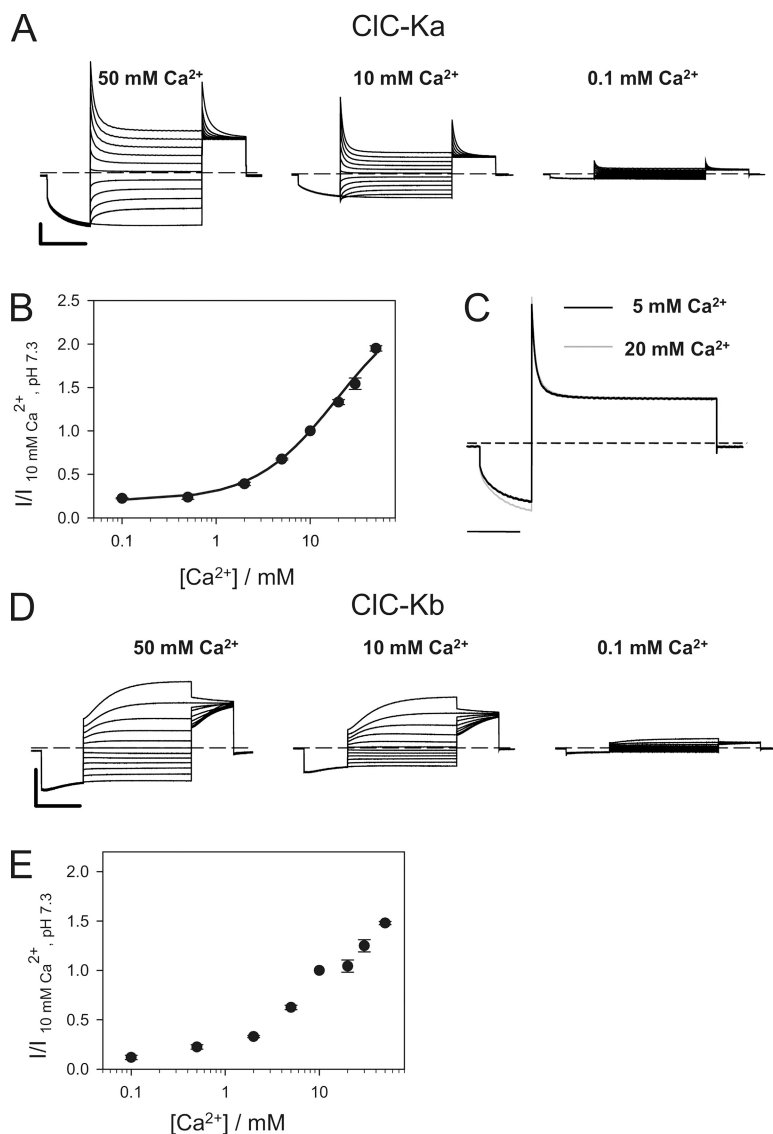 A
ClC-Ka
50 mM Ca²⁺
10 mM Ca²⁺
0.1 mM Ca²⁺
B
2.5
2.0
1.5
1.0
0.5
0.0
0.1
1
10
I/I 10 mM Ca²⁺, pH 7.3
[Ca²⁺] / mM
C
5 mM Ca²⁺
20 mM Ca²⁺
D
ClC-Kb
50 mM Ca²⁺
10 mM Ca²⁺
0.1 mM Ca²⁺
E
2.0
1.5
1.0
0.5
0.0
0.1
1
10
I/I 10 mM Ca²⁺, pH 7.3
[Ca²⁺] / mM